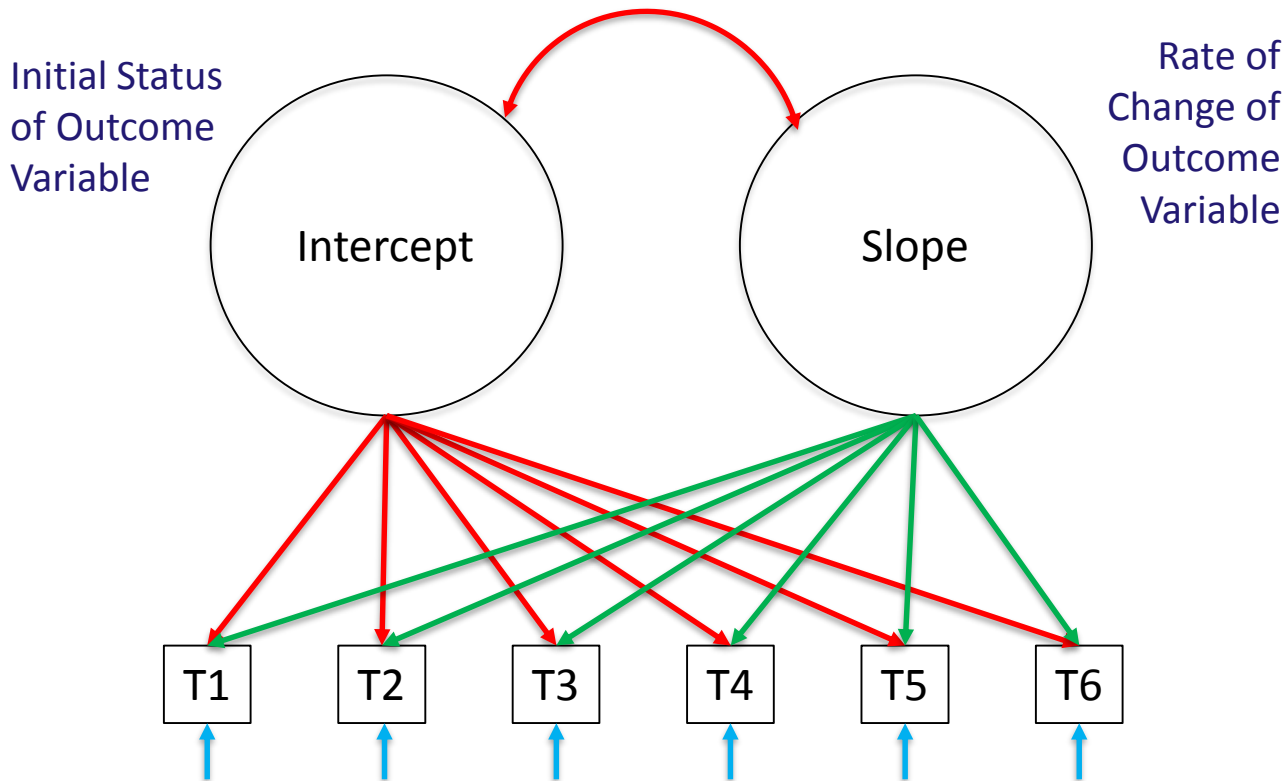 Initial Status
of Outcome
Variable
Rate of
Change of
Outcome
Variable
Intercept
Slope
T1
T2
T3
T4
T5
T6